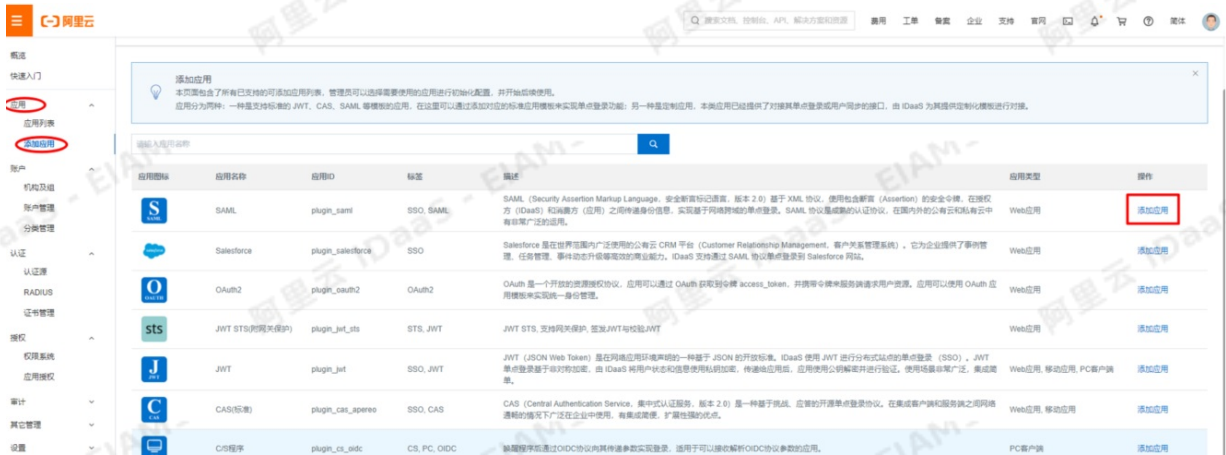 阿里云
搜索文档、控制台、API、解决方案和资源
费用 工单 备案 企业 支持 官网 简体
概览
快速入门
应用
应用列表
添加应用
账户
机构及组
账户管理
分类管理
认证
认证源
RADIUS
证书管理
授权
权限系统
应用授权
审计
其它管理
设置
添加应用
本页面包含了所有已支持的可添加应用列表，管理员可以选择需要使用的应用进行初始化配置，并开始后续使用。
应用分为两种：一种是支持标准的 JWT、CAS、SAML 等模板的应用，在这里可以通过添加对应的标准应用模板来实现单点登录功能；另一种是定制应用，本类应用已经提供了对接其单点登录或用户同步的接口，由 IDaaS 为其提供定制化模板进行对接。
请输入应用名称
应用图标 应用名称 应用ID 标签 描述 应用类型 操作
S SAML SAML plugin_saml SSO, SAML SAML（Security Assertion Markup Language，安全断言标记语言，版本 2.0）基于 XML 协议，使用包含断言（Assertion）的安全令牌，在授权
方（IDaaS）和消费方（应用）之间传递身份信息，实现基于网络跨域的单点登录。SAML 协议是成熟的认证协议，在国内外的公有云和私有云中
有非常广泛的运用。 Web应用 添加应用
Salesforce plugin_salesforce SSO Salesforce 是在世界范围内广泛使用的公有云 CRM 平台（Customer Relationship Management，客户关系管理系统）。它为企业提供了事例管
理、任务管理、事件动态升级等高效的商业能力。IDaaS 支持通过 SAML 协议单点登录到 Salesforce 网站。 Web应用 添加应用
O OAUTH2 OAuth2 plugin_oauth2 OAuth2 OAuth 是一个开放的资源授权协议，应用可以通过 OAuth 获取到令牌 access_token，并携带令牌来服务端请求用户资源。应用可以使用 OAuth 应
用模板来实现统一身份管理。 Web应用 添加应用
sts JWT STS(附网关保护) plugin_jwt_sts STS, JWT JWT STS, 支持网关保护, 签发JWT与校验JWT Web应用 添加应用
J JWT JWT plugin_jwt SSO, JWT JWT（JSON Web Token）是在网络应用环境声明的一种基于 JSON 的开放标准。IDaaS 使用 JWT 进行分布式站点的单点登录 （SSO）。JWT
单点登录基于非对称加密，由 IDaaS 将用户状态和信息使用私钥加密，传递给应用后，应用使用公钥解密并进行验证。使用场景非常广泛，集成简
单。 Web应用, 移动应用, PC客户端 添加应用
C CAS CAS(标准) plugin_cas_apereo SSO, CAS CAS（Central Authentication Service，集中式认证服务，版本 2.0）是一种基于挑战、应答的开源单点登录协议。在集成客户端和服务端之间网络
通畅的情况下广泛在企业中使用，有集成简便，扩展性强的优点。 Web应用, 移动应用 添加应用
C/S程序 plugin_cs_oidc CS, PC, OIDC 唤醒程序后通过OIDC协议向其传递参数实现登录，适用于可以接收解析OIDC协议参数的应用。 PC客户端 添加应用